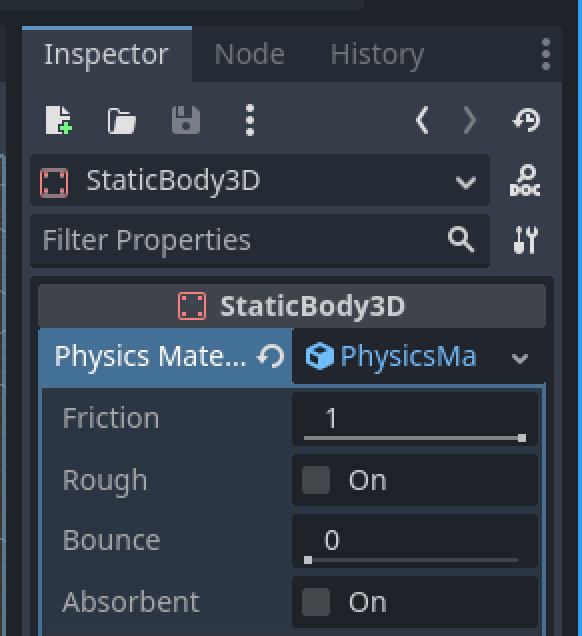 Inspector Node History
StaticBody3D
DOC
Filter Properties
StaticBody3D
Physics Mate... PhysicsMa
Friction 1
Rough On
Bounce 0
Absorbent On